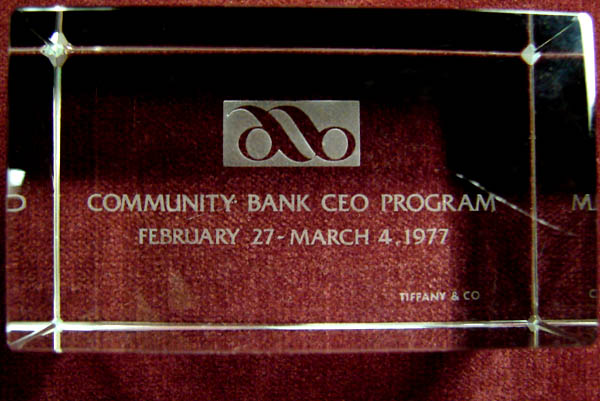 COMMUNITY BANK CEO PROGRAM
FEBRUARY 27 - MARCH 4, 1977
TIFFANY & CO